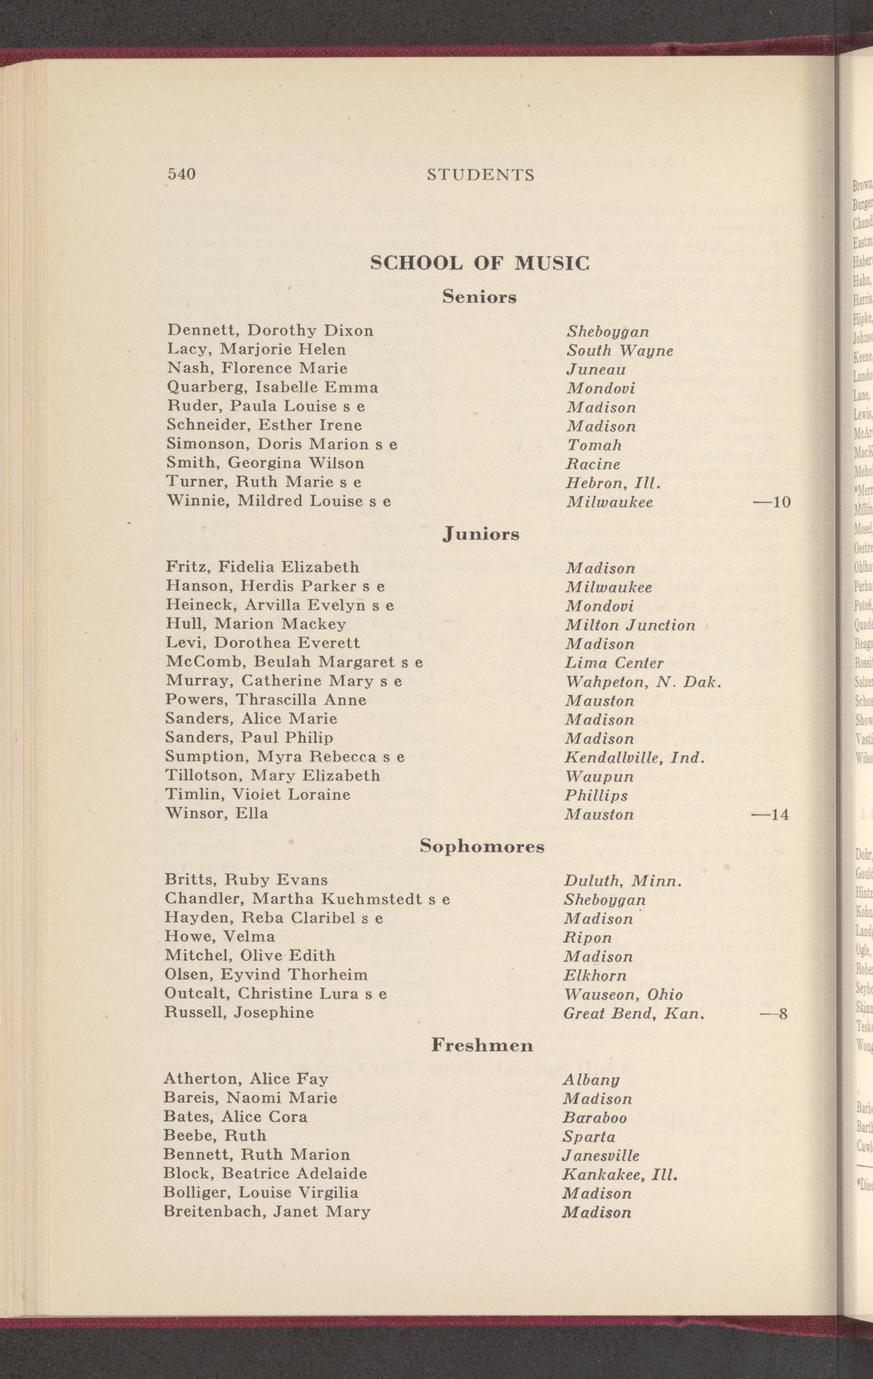 540 STUDENTS
SCHOOL OF MUSIC
Seniors
Dennett, Dorothy Dixon Sheboygan
Lacy, Marjorie Helen South Wayne
Nash, Florence Marie Juneau
Quarberg, Isabelle Emma Mondovi
Ruder, Paula Louise s e Madison
Schneider, Esther Irene Madison
Simonson, Doris Marion s e Tomah
Smith, Georgina Wilson Racine
Turner, Ruth Marie s e Hebron, Ill.
Winnie, Mildred Louise s e Milwaukee —10
Juniors
Fritz, Fidelia Elizabeth Madison
Hanson, Herdis Parker s e Milwaukee
Heineck, Arvilla Evelyn s e Mondovi
Hull, Marion Mackey Milton Junction
Levi, Dorothea Everett Madison
McComb, Beulah Margaret s e Lima Center
Murray, Catherine Mary s e Wahpeton, N. Dak.
Powers, Thrascilla Anne Mauston
Sanders, Alice Marie Madison
Sanders, Paul Philip Madison
Sumption, Myra Rebecca s e Kendallville, Ind.
Tillotson, Mary Elizabeth Waupun
Timlin, Violet Loraine Phillips
Winsor, Ella Mauston —14
Sophomores
Britts, Ruby Evans Duluth, Minn.
Chandler, Martha Kuehmstedt s e Sheboygan
Hayden, Reba Claribel s e Madison
Howe, Velma Ripon
Mitchel, Olive Edith Madison
Olsen, Eyvind Thorheim Elkhorn
Outcalt, Christine Lura s e Wauseon, Ohio
Russell, Josephine Great Bend, Kan. —8
Freshmen
Atherton, Alice Fay Albany
Bareis, Naomi Marie Madison
Bates, Alice Cora Baraboo
Beebe, Ruth Sparta
Bennett, Ruth Marion Janesville
Block, Beatrice Adelaide Kankakee, Ill.
Bolliger, Louise Virgilia Madison
Breitenbach, Janet Mary Madison